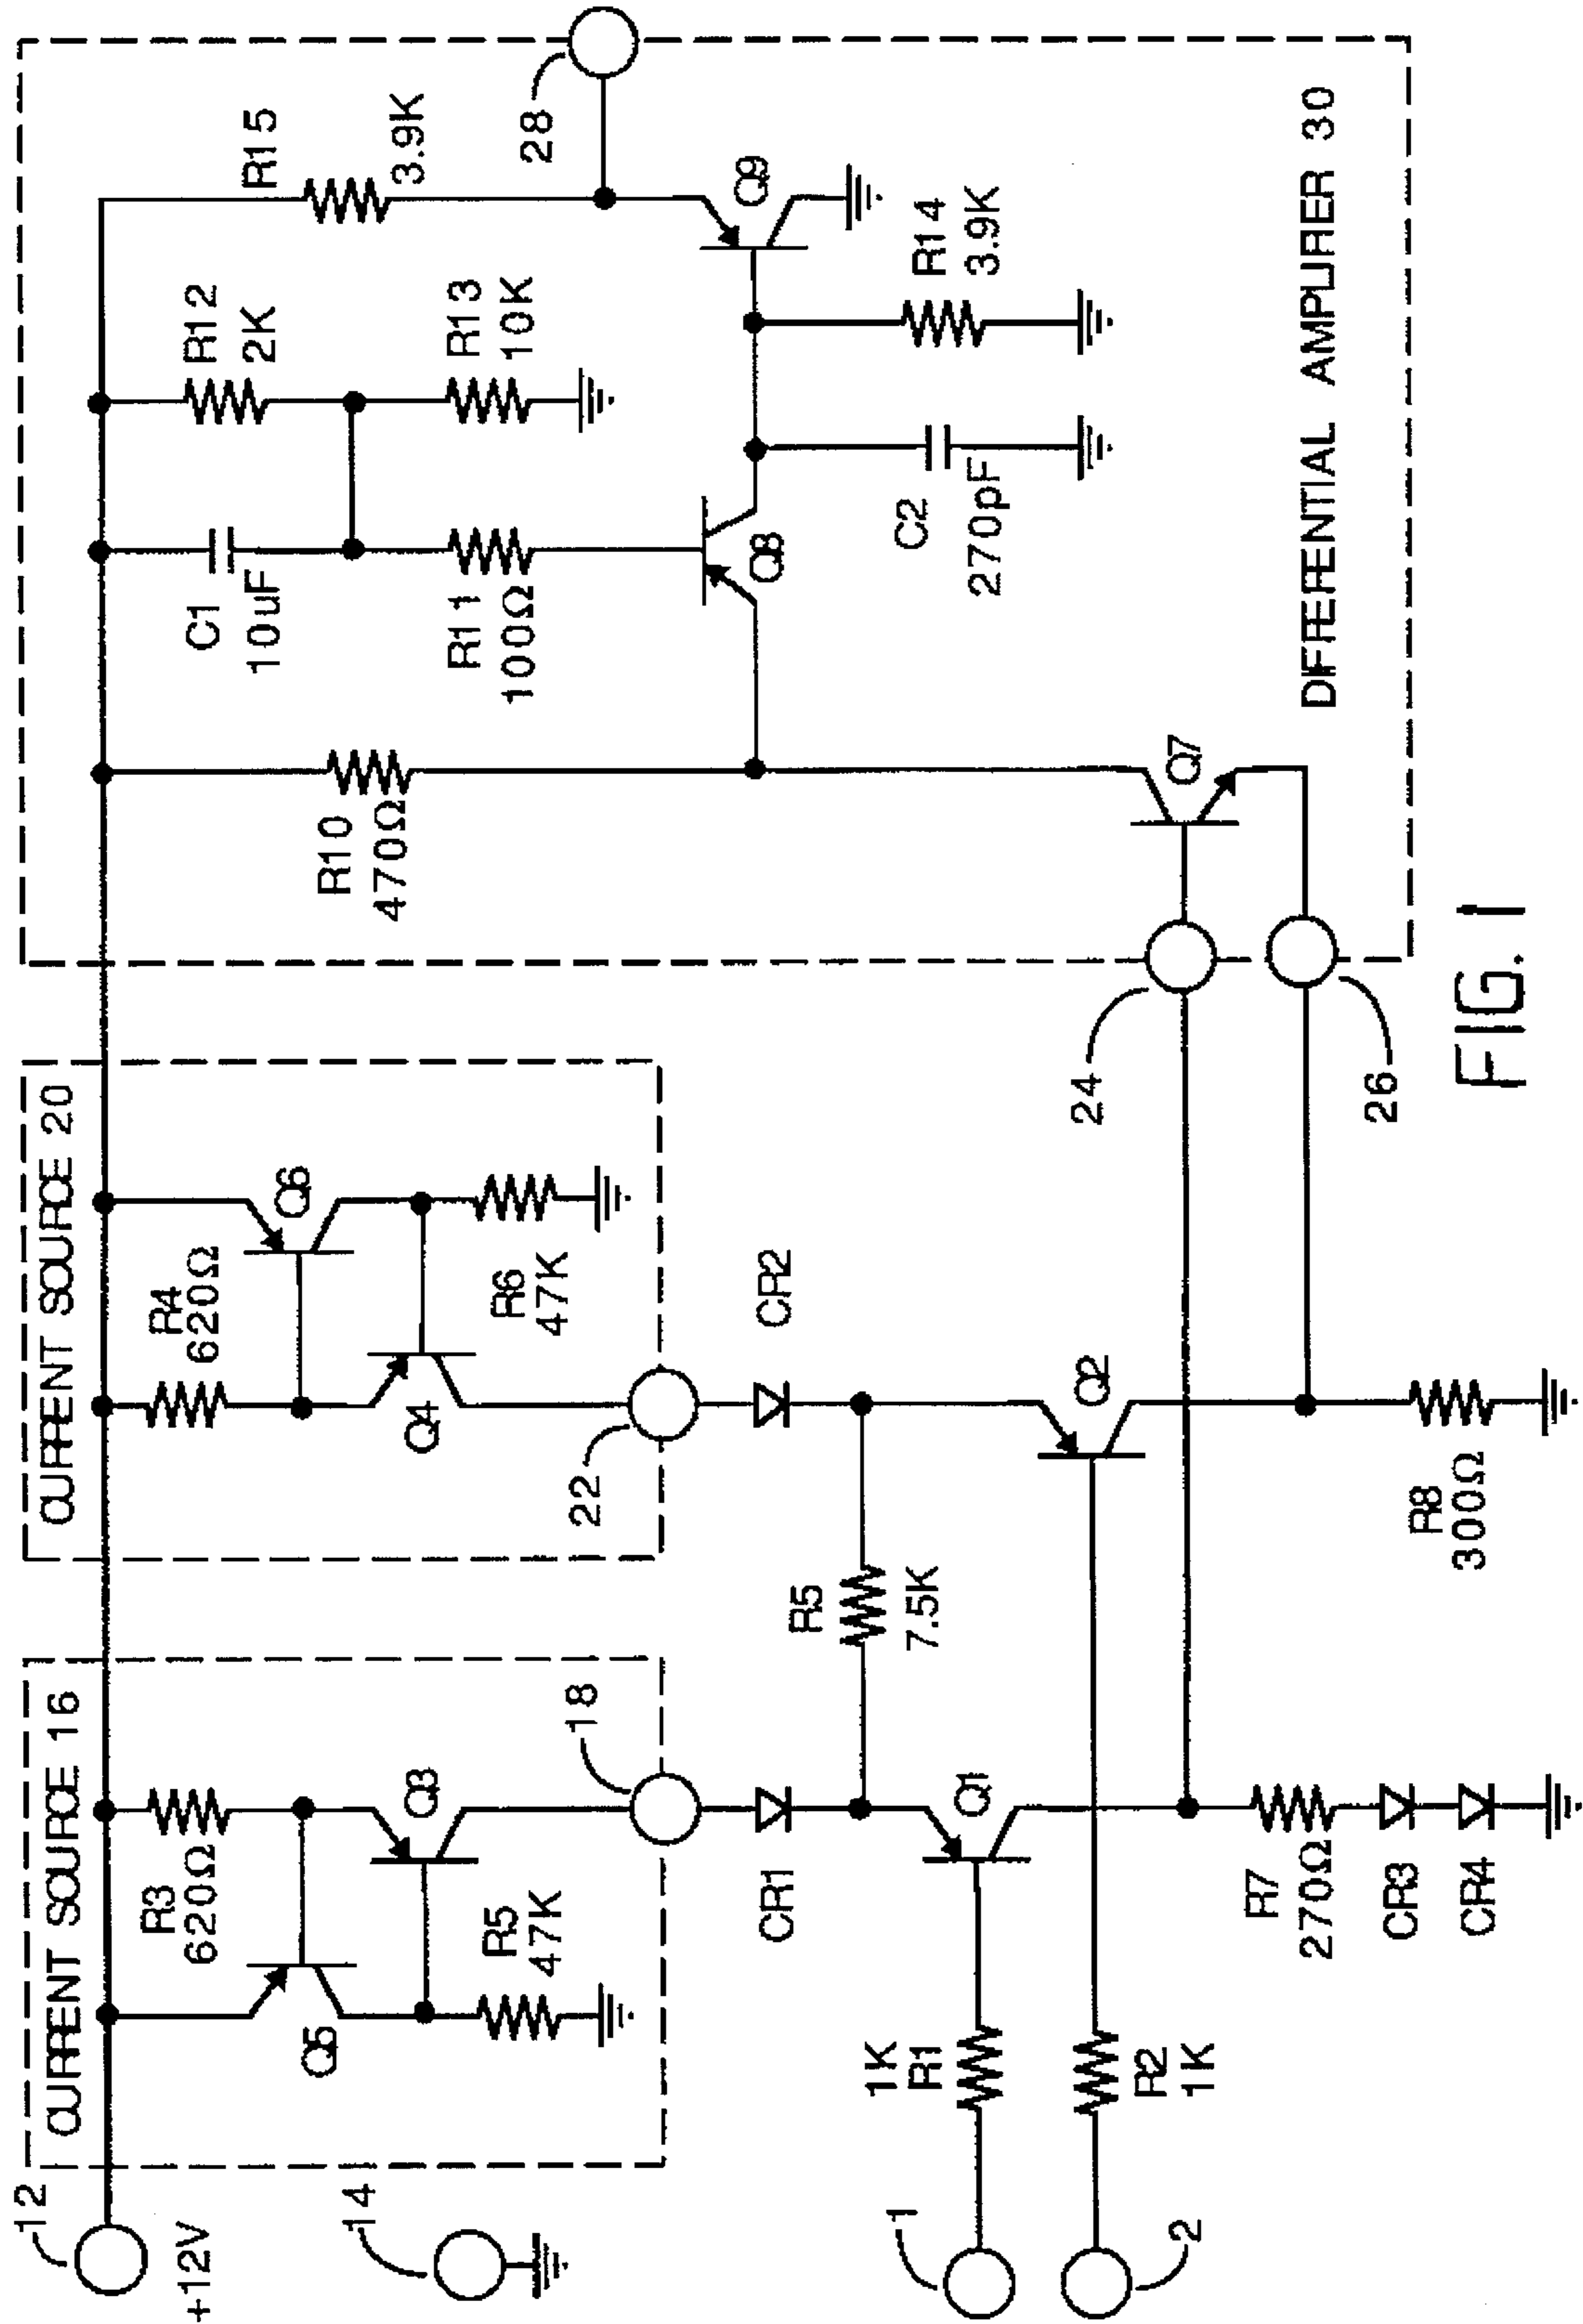 12
+12V
14
CURRENT SOURCE 16
R3
620Ω
Q5
Q3
R5
47K
18
CURRENT SOURCE 20
R4
620Ω
Q6
Q4
R6
47K
22
R10
470Ω
C1
10uF
R12
2K
R11
100Ω
R13
10K
R15
3.9K
28
Q8
Q9
C2
270pF
R14
3.9K
Q7
DIFFERENTIAL AMPLIFIER 30
CR1
CR2
R5
7.5K
1
1K
R1
Q1
Q2
2
R2
1K
24
26
R7
270Ω
CR3
CR4
R8
300Ω
FIG. 1